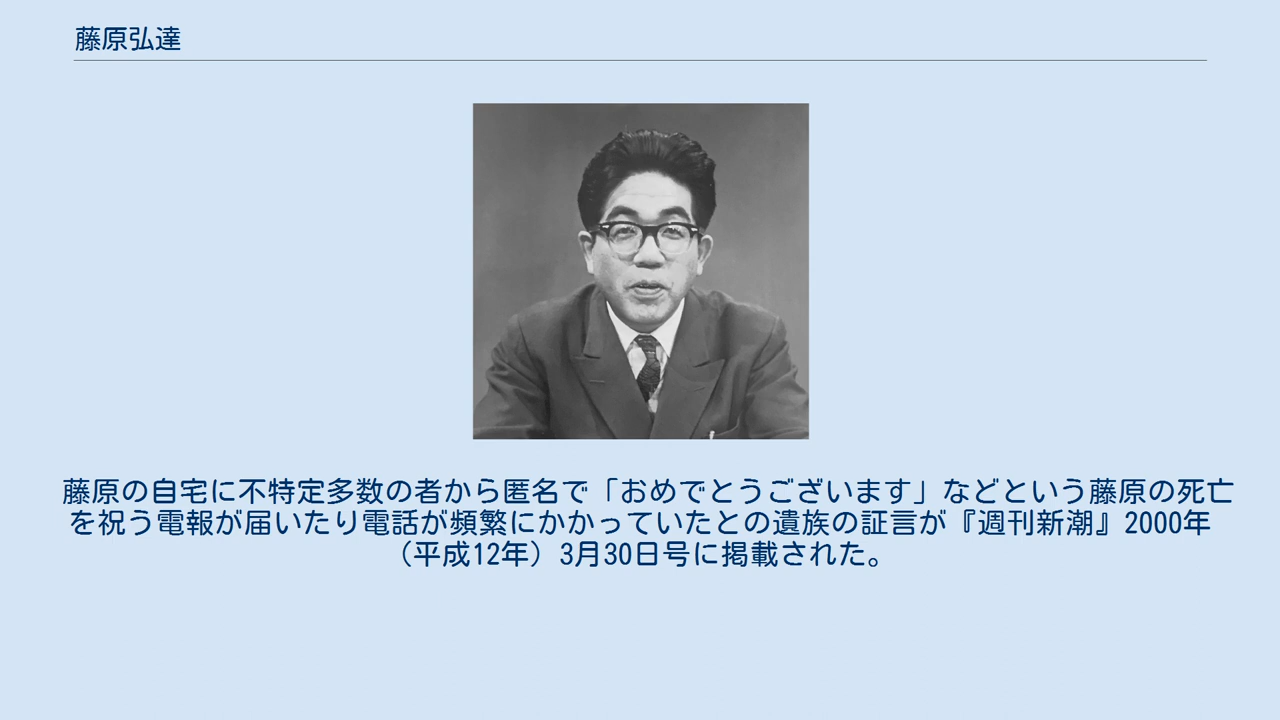 藤原弘達
藤原の自宅に不特定多数の者から匿名で「おめでとうございます」などという藤原の死亡
を祝う電報が届いたり電話が頻繁にかかっていたとの遺族の証言が『週刊新潮』2000年
（平成12年）3月30日号に掲載された。